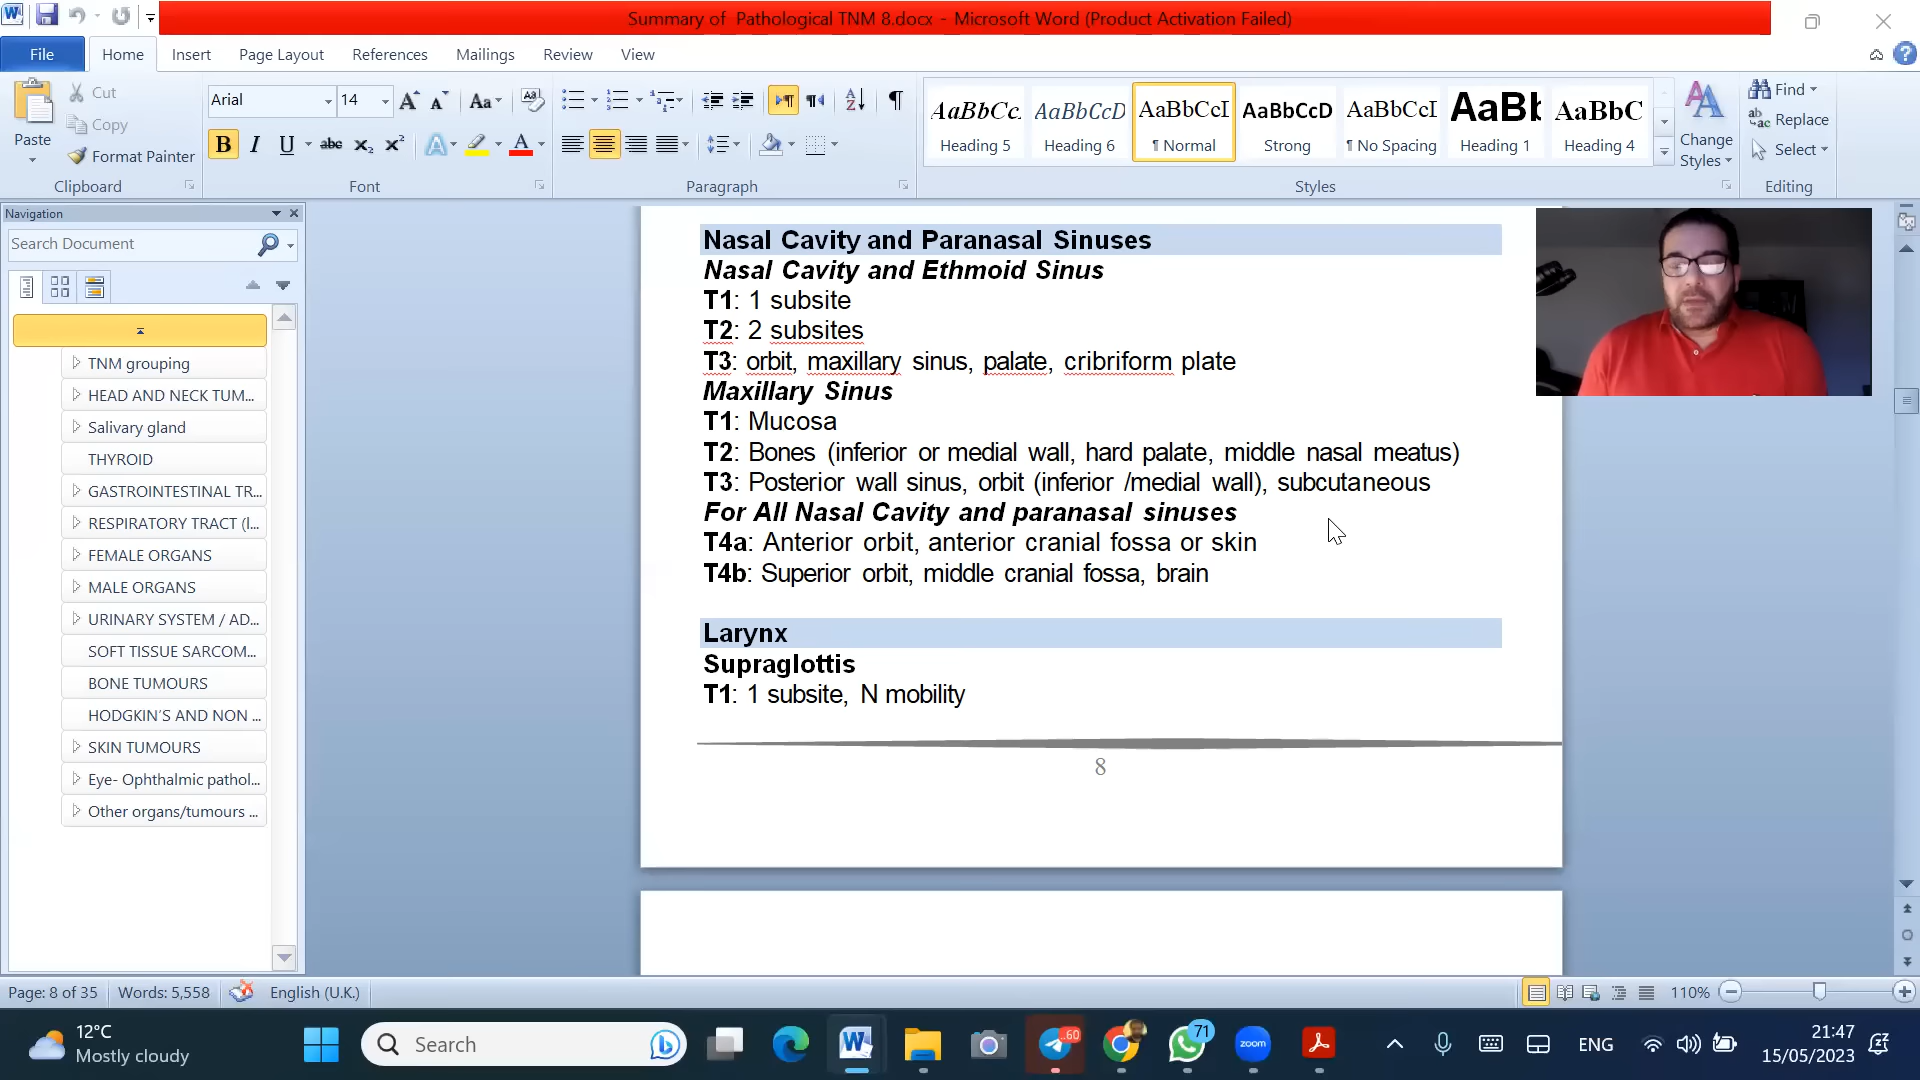 Summary of Pathological TNM 8.docx - Microsoft Word (Product Activation Failed)
File Home Insert Page Layout References Mailings Review View
Paste
Cut
Copy
Format Painter
Clipboard
Arial 14
Font
Paragraph
AaBbCc. AaBbCcD AaBbCcI AaBbCcD AaBbCcI AaBb AaBbC
Heading 5 Heading 6 ¶ Normal Strong ¶ No Spacing Heading 1 Heading 4
Change Styles
Styles
Find
Replace
Select
Editing
Navigation
Search Document
TNM grouping
HEAD AND NECK TUM...
Salivary gland
THYROID
GASTROINTESTINAL TR...
RESPIRATORY TRACT (l...
FEMALE ORGANS
MALE ORGANS
URINARY SYSTEM / AD...
SOFT TISSUE SARCOM...
BONE TUMOURS
HODGKIN'S AND NON ...
SKIN TUMOURS
Eye- Ophthalmic pathol...
Other organs/tumours ...
Nasal Cavity and Paranasal Sinuses
Nasal Cavity and Ethmoid Sinus
T1: 1 subsite
T2: 2 subsites
T3: orbit, maxillary sinus, palate, cribriform plate
Maxillary Sinus
T1: Mucosa
T2: Bones (inferior or medial wall, hard palate, middle nasal meatus)
T3: Posterior wall sinus, orbit (inferior /medial wall), subcutaneous
For All Nasal Cavity and paranasal sinuses
T4a: Anterior orbit, anterior cranial fossa or skin
T4b: Superior orbit, middle cranial fossa, brain
Larynx
Supraglottis
T1: 1 subsite, N mobility
8
Page: 8 of 35 Words: 5,558 English (U.K.) 110%
12°C
Mostly cloudy
Search
..60
71
zoom
ENG
21:47
15/05/2023